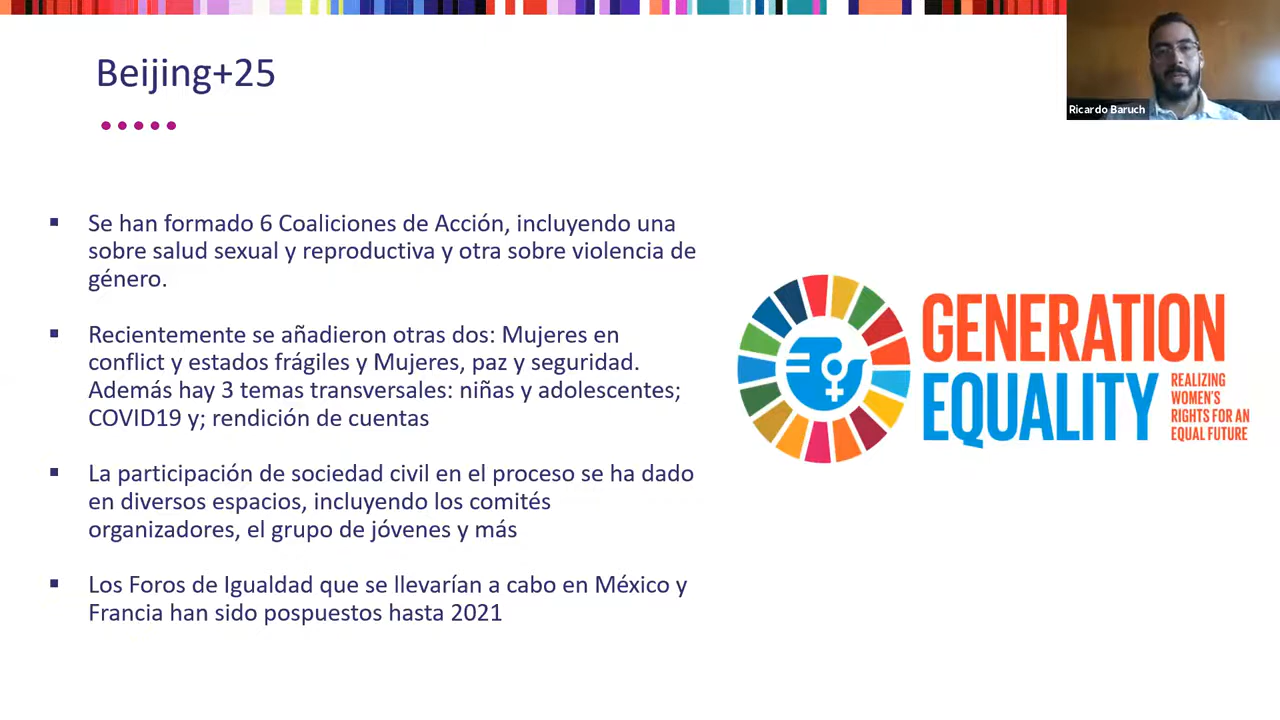 Beijing+25
Ricardo Baruch
Se han formado 6 Coaliciones de Acción, incluyendo una
sobre salud sexual y reproductiva y otra sobre violencia de
género.
Recientemente se añadieron otras dos: Mujeres en
conflict y estados frágiles y Mujeres, paz y seguridad.
Además hay 3 temas transversales: niñas y adolescentes;
COVID19 y; rendición de cuentas
La participación de sociedad civil en el proceso se ha dado
en diversos espacios, incluyendo los comités
organizadores, el grupo de jóvenes y más
Los Foros de Igualdad que se llevarían a cabo en México y
Francia han sido pospuestos hasta 2021
GENERATION
EQUALITY
REALIZING
WOMEN'S
RIGHTS FOR AN
EQUAL FUTURE